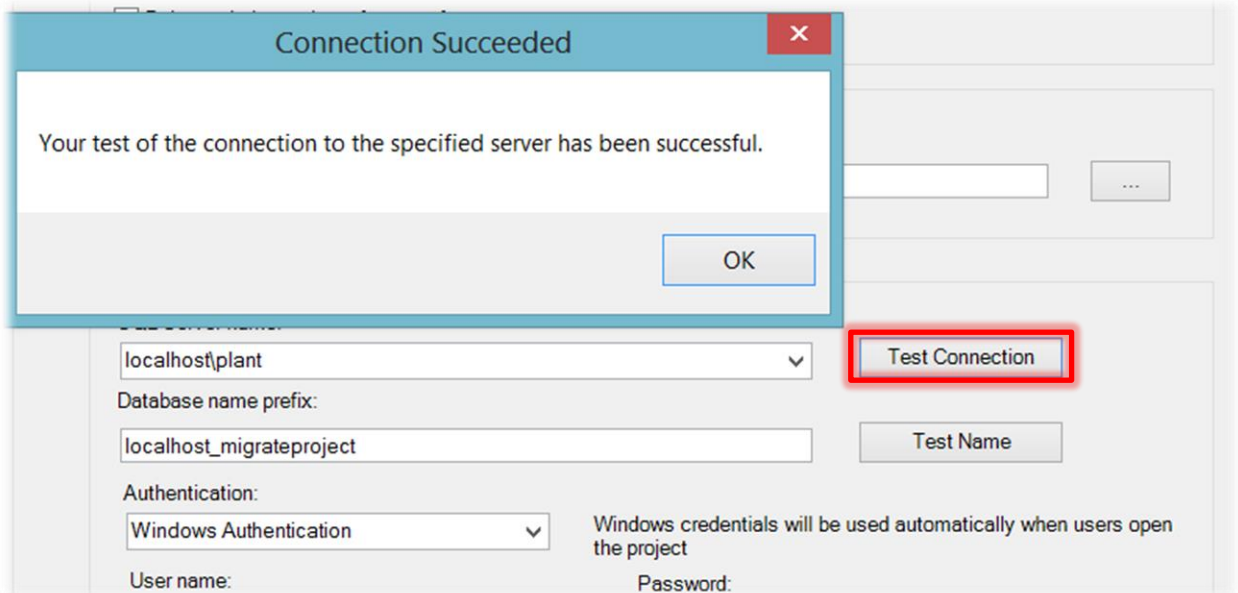 Connection Succeeded
Your test of the connection to the specified server has been successful.
...
OK
localhost\plant
Test Connection
Database name prefix:
localhost_migrateproject
Test Name
Authentication:
Windows Authentication
Windows credentials will be used automatically when users open
the project
User name:
Password: